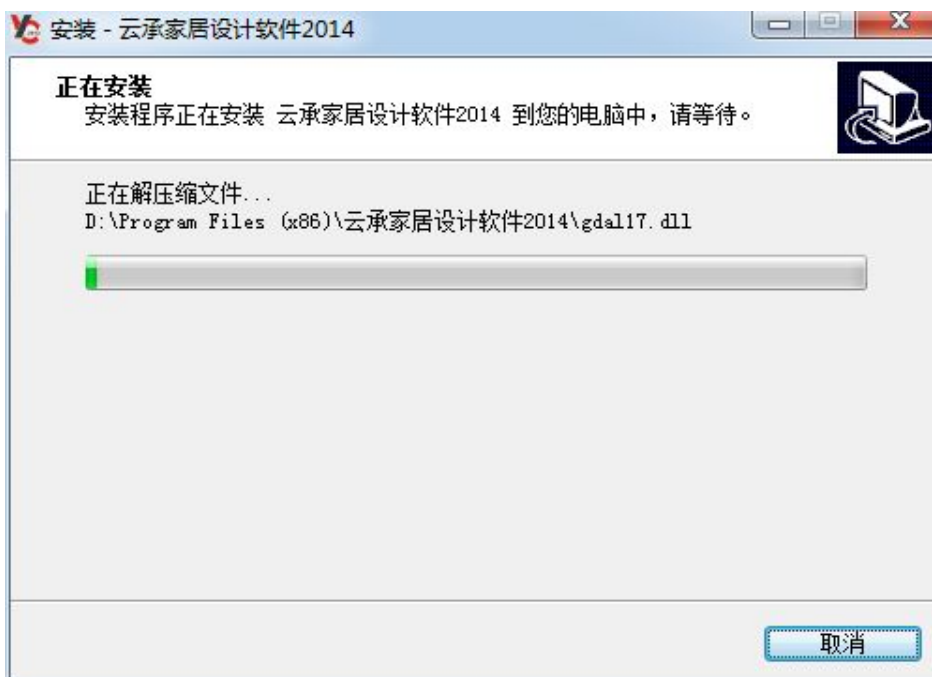 安装 - 云承家居设计软件2014
正在安装
安装程序正在安装 云承家居设计软件2014 到您的电脑中，请等待。
正在解压缩文件...
D:\Program Files (x86)\云承家居设计软件2014\gdal17.dll
取消